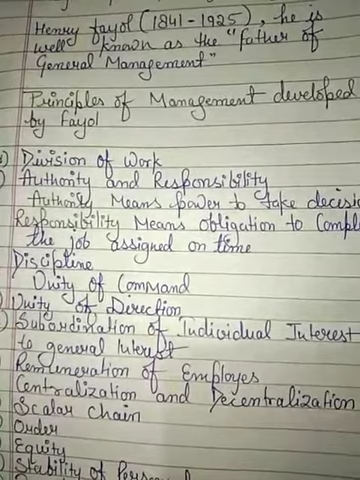 Henry fayol (1841-1925), he is
well known as the "father of
General Management"
Principles of Management developed
by Fayol
Division of Work
Authority and Responsibility
Authority Means power to take decisi
Responsibility Means obligation to Compl
the job assigned on time
Discipline
Unity of Command
Unity of Direction
Subordination of Individual Interest
to general Interest
Remuneration of Employes
Centralization and Decentralization
Scalar Chain
Order
Equity
Stability of